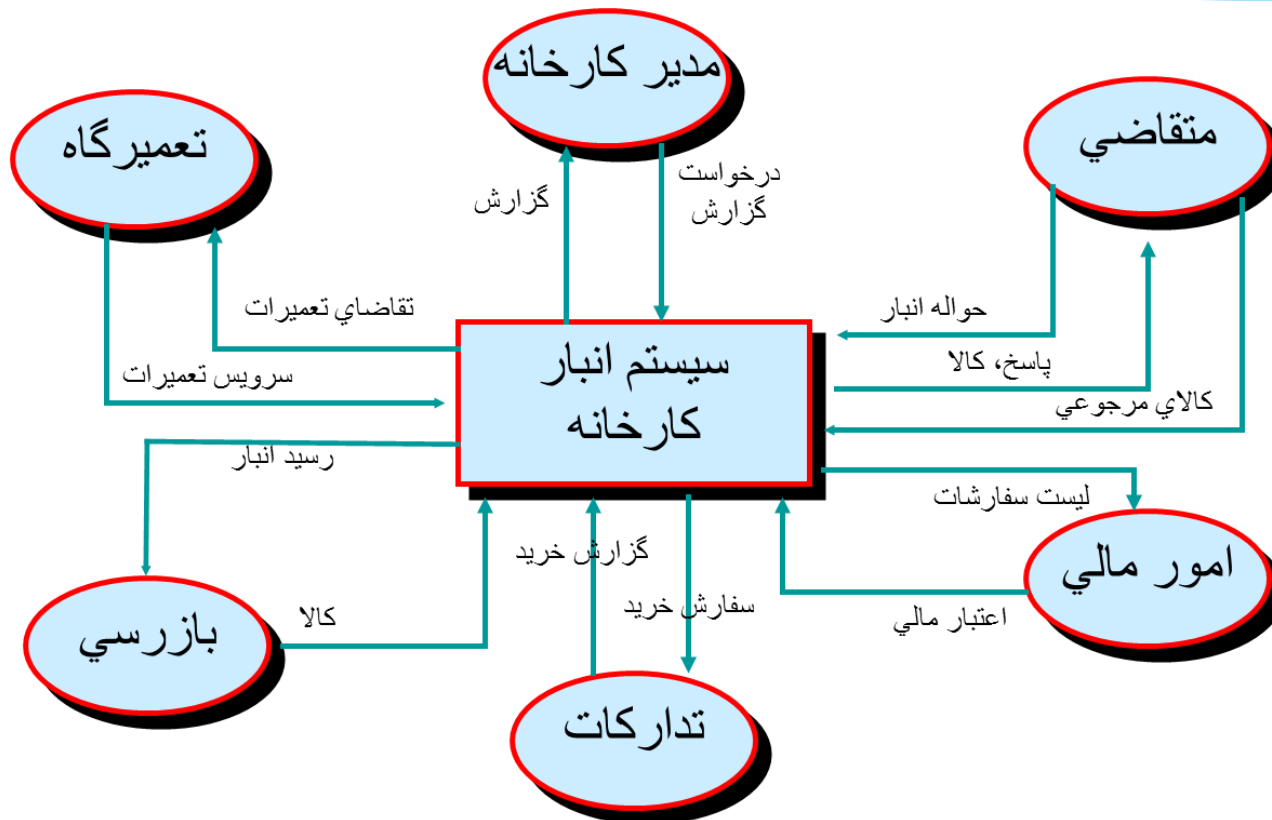 مدير كارخانه
تعميرگاه
متقاضي
گزارش
درخواست
گزارش
تقاضاي تعميرات
حواله انبار
سيستم انبار
كارخانه
پاسخ، كالا
سرويس تعميرات
كالاي مرجوعي
رسيد انبار
ليست سفارشات
گزارش خريد
امور مالي
كالا
سفارش خريد
اعتبار مالي
بازرسي
تداركات